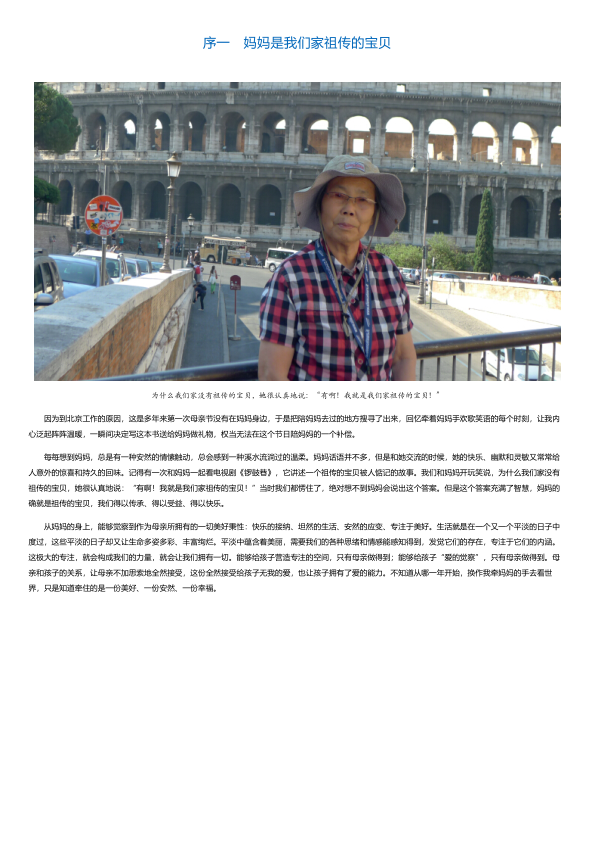 序一 妈妈是我们家祖传的宝贝
为什么我们家没有祖传的宝贝，她很认真地说：“有啊！我就是我们家祖传的宝贝！”
因为到北京工作的原因，这是多年来第一次母亲节没有在妈妈身边，于是把陪妈妈去过的地方搜寻了出来，回忆牵着妈妈手欢歌笑语的每个时刻，让我内
心泛起阵阵温暖，一瞬间决定写这本书送给妈妈做礼物，权当无法在这个节日陪妈妈的一个补偿。
每每想到妈妈，总是有一种安然的情愫触动，总会感到一种溪水流淌过的温柔。妈妈话语并不多，但是和她交流的时候，她的快乐、幽默和灵敏又常常给
人意外的惊喜和持久的回味。记得有一次和妈妈一起看电视剧《锣鼓巷》，它讲述一个祖传的宝贝被人惦记的故事。我们和妈妈开玩笑说，为什么我们家没有
祖传的宝贝，她很认真地说：“有啊！我就是我们家祖传的宝贝！”当时我们都愣住了，绝对想不到妈妈会说出这个答案。但是这个答案充满了智慧，妈妈的
确就是祖传的宝贝，我们得以传承、得以受益、得以快乐。
从妈妈的身上，能够觉察到作为母亲所拥有的一切美好秉性：快乐的接纳、坦然的生活、安然的应变、专注于美好。生活就是在一个又一个平淡的日子中
度过，这些平淡的日子却又让生命多姿多彩、丰富绚烂。平淡中蕴含着美丽，需要我们的各种思绪和情感能感知得到，发觉它们的存在，专注于它们的内涵。
这极大的专注，就会构成我们的力量，就会让我们拥有一切。能够给孩子营造专注的空间，只有母亲做得到；能够给孩子“爱的觉察”，只有母亲做得到。母
亲和孩子的关系，让母亲不加思索地全然接受，这份全然接受给孩子无我的爱，也让孩子拥有了爱的能力。不知道从哪一年开始，换作我牵妈妈的手去看世
界，只是知道牵住的是一份美好、一份安然、一份幸福。